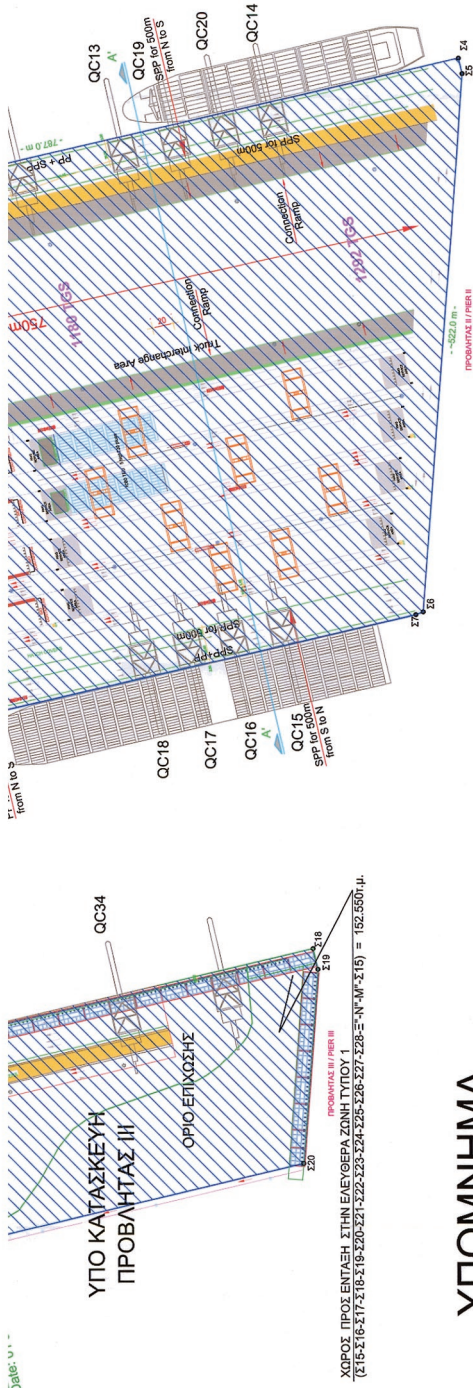 QC13
A'
QC19
SPP for 500m
from N to S
QC20
QC14
Σ4
Σ5
~ 787.0 m -
PP + SPP
SPP for 500m
Connection
Ramp
1292 TGS
1180 TGS
750m
Connection
Ramp
Truck Interchange Area
- ~522.0 m -
ΠΡΟΒΛΗΤΑΣ II / PIER II
SPP for 500m
SPP+PP
Σ7
Σ6
from N to S
QC18
QC17
QC16
A'
QC15
SPP for 500m
from S to N
QC34
Σ18
Σ19
ΥΠΟ ΚΑΤΑΣΚΕΥΗ
ΠΡΟΒΛΗΤΑΣ III
ΟΡΙΟ ΕΠΙΧΩΣΗΣ
ΠΡΟΒΛΗΤΑΣ III / PIER III
Σ20
ΧΩΡΟΣ ΠΡΟΣ ΕΝΤΑΞΗ ΣΤΗΝ ΕΛΕΥΘΕΡΑ ΖΩΝΗ ΤΥΠΟΥ 1
(Σ15-Σ16-Σ17-Σ18-Σ19-Σ20-Σ21-Σ22-Σ23-Σ24-Σ25-Σ26-Σ27-Σ28-Ξ"-Ν"-Μ"-Σ15) = 152.550τ.μ.
ΥΠΟΜΝΗΜΑ